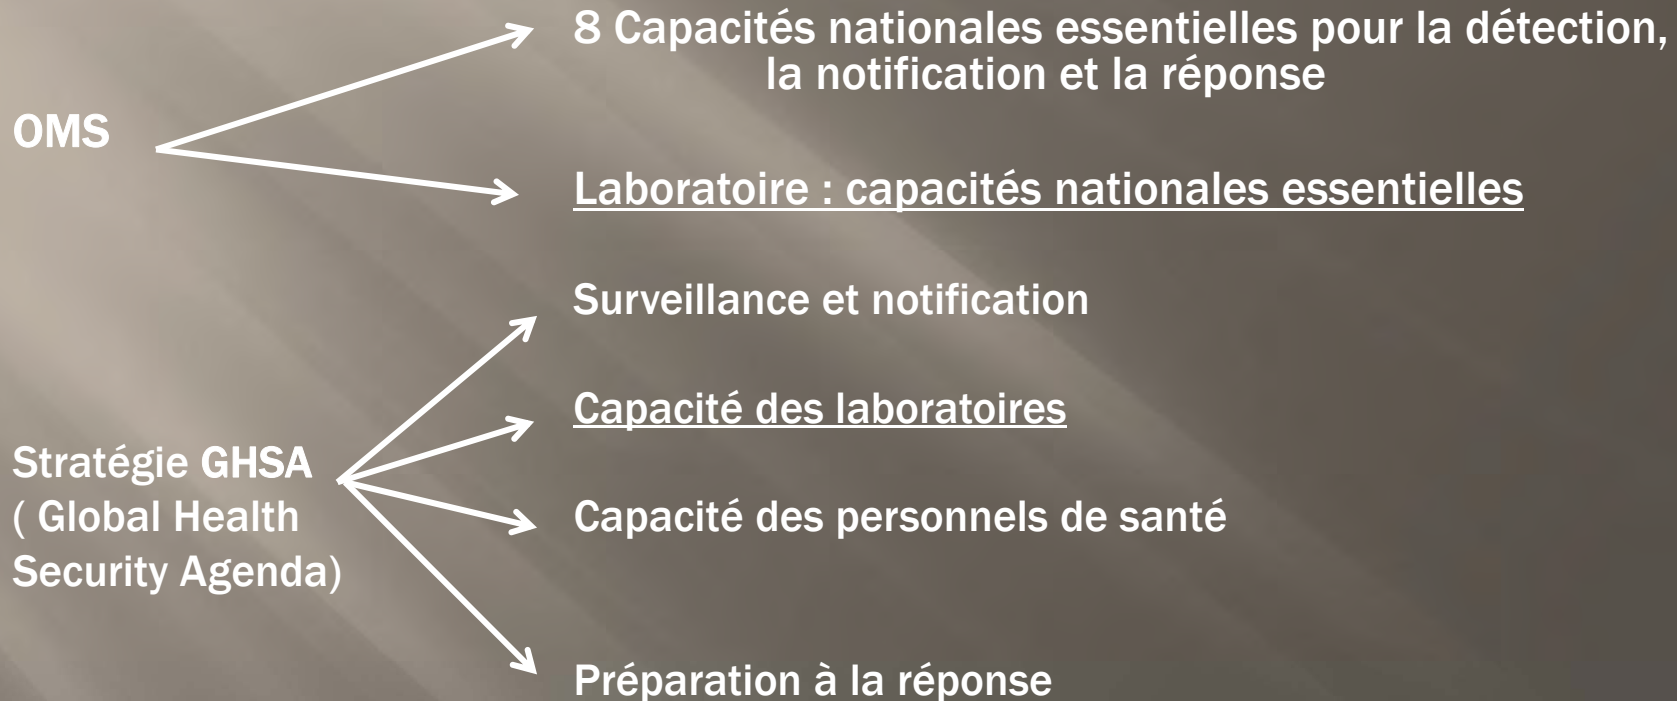 8 Capacités nationales essentielles pour la détection,
la notification et la réponse
OMS
Laboratoire : capacités nationales essentielles
Surveillance et notification
Capacité des laboratoires
Stratégie GHSA
( Global Health
Security Agenda)
Capacité des personnels de santé
Préparation à la réponse